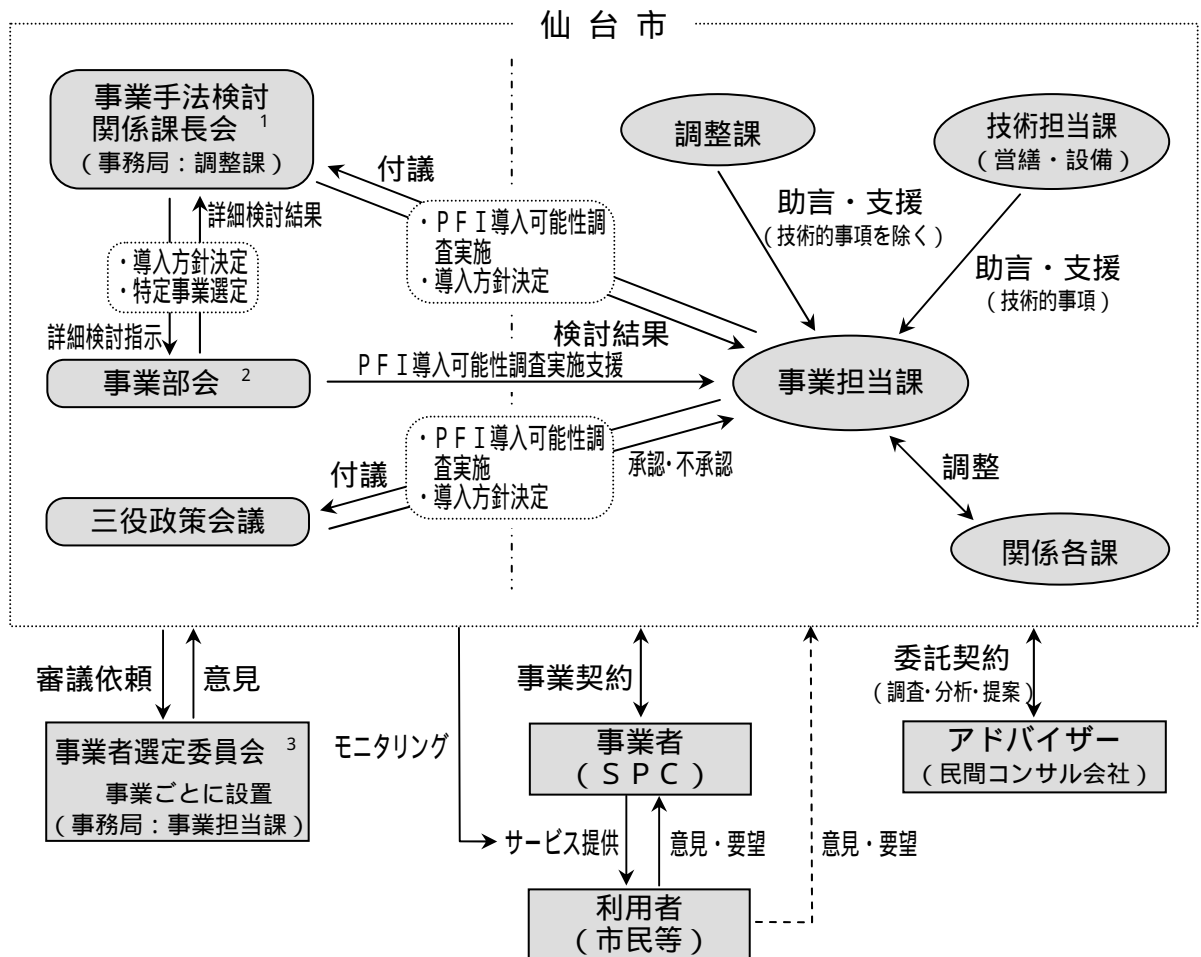 仙台市
事業手法検討
関係課長会 1
(事務局:調整課)
調整課
技術担当課
(営繕・設備)
付議
・PFI導入可能性調
査実施
・導入方針決定
検討結果
助言・支援
(技術的事項を除く)
助言・支援
(技術的事項)
詳細検討結果
・導入方針決定
・特定事業選定
詳細検討指示
事業部会 2
PFI導入可能性調査実施支援
事業担当課
付議
・PFI導入可能性調
査実施
・導入方針決定
承認・不承認
三役政策会議
調整
関係各課
審議依頼
意見
事業者選定委員会 3
事業ごとに設置
(事務局:事業担当課)
モニタリング
事業契約
事業者
(SPC)
委託契約
(調査・分析・提案)
アドバイザー
(民間コンサル会社)
サービス提供
意見・要望
意見・要望
利用者
(市民等)